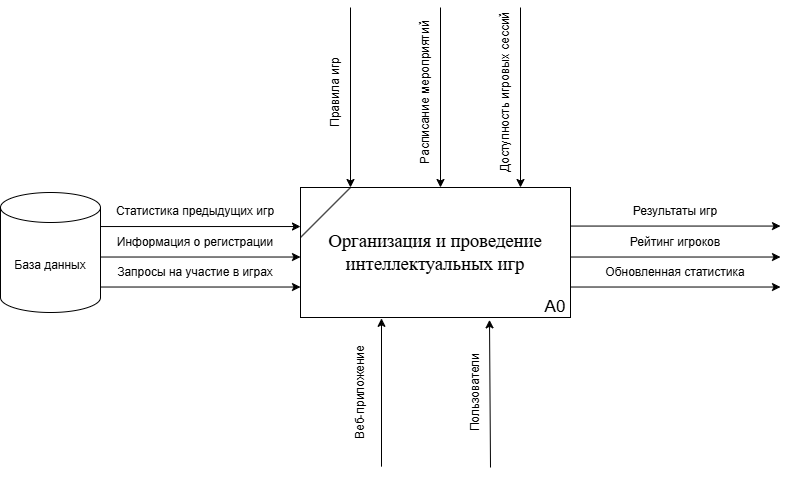 Правила игр
Расписание мероприятий
Доступность игровых сессий
База данных
Статистика предыдущих игр
Информация о регистрации
Запросы на участие в играх
Организация и проведение
интеллектуальных игр
A0
Результаты игр
Рейтинг игроков
Обновленная статистика
Веб-приложение
Пользователи